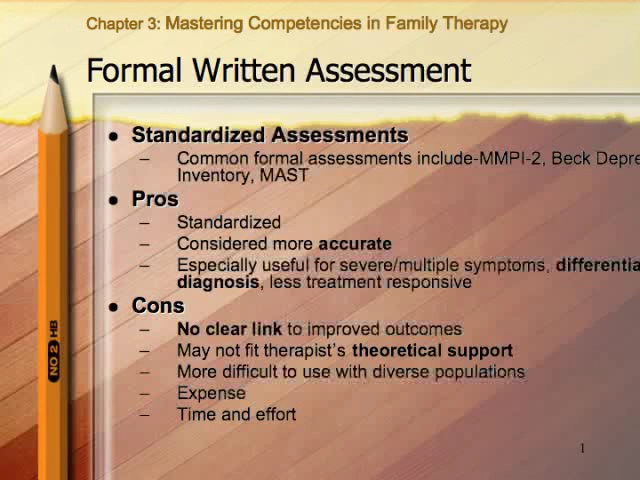 Chapter 3: Mastering Competencies in Family Therapy
Formal Written Assessment
● Standardized Assessments
– Common formal assessments include-MMPI-2, Beck Depre
Inventory, MAST
● Pros
– Standardized
– Considered more accurate
– Especially useful for severe/multiple symptoms, differentia
diagnosis, less treatment responsive
● Cons
– No clear link to improved outcomes
– May not fit therapist's theoretical support
– More difficult to use with diverse populations
– Expense
– Time and effort
NO 2 HB
1